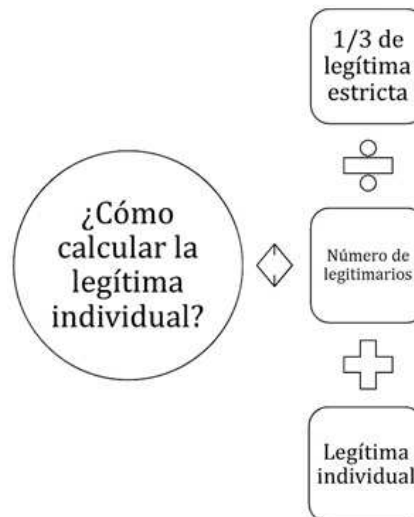 ¿Cómo
calcular la
legítima
individual?
1/3 de
legítima
estricta
Número de
legitimarios
Legítima
individual